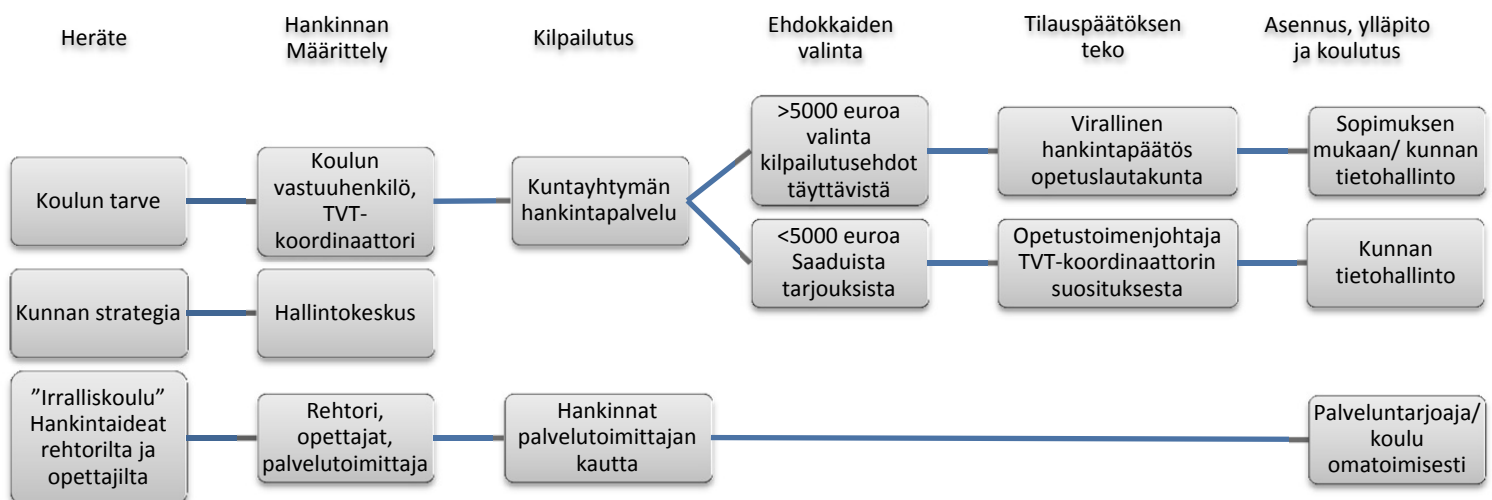 Heräte
Hankinnan
Määrittely
Kilpailutus
Ehdokkaiden
valinta
Tilauspäätöksen
teko
Asennus, ylläpito
ja koulutus
Koulun tarve
Koulun
vastuuhenkilö,
TVT-
koordinaattori
Kuntayhtymän
hankintapalvelu
>5000 euroa
valinta
kilpailutusehdot
täyttävistä
Virallinen
hankintapäätös
opetuslautakunta
Sopimuksen
mukaan/ kunnan
tietohallinto
<5000 euroa
Saaduista
tarjouksista
Opetustoimenjohtaja
TVT-koordinaattorin
suosituksesta
Kunnan
tietohallinto
Kunnan strategia
Hallintokeskus
”Irralliskoulu”
Hankintaideat
rehtorilta ja
opettajilta
Rehtori,
opettajat,
palvelutoimittaja
Hankinnat
palvelutoimittajan
kautta
Palveluntarjoaja/
koulu
omatoimisesti